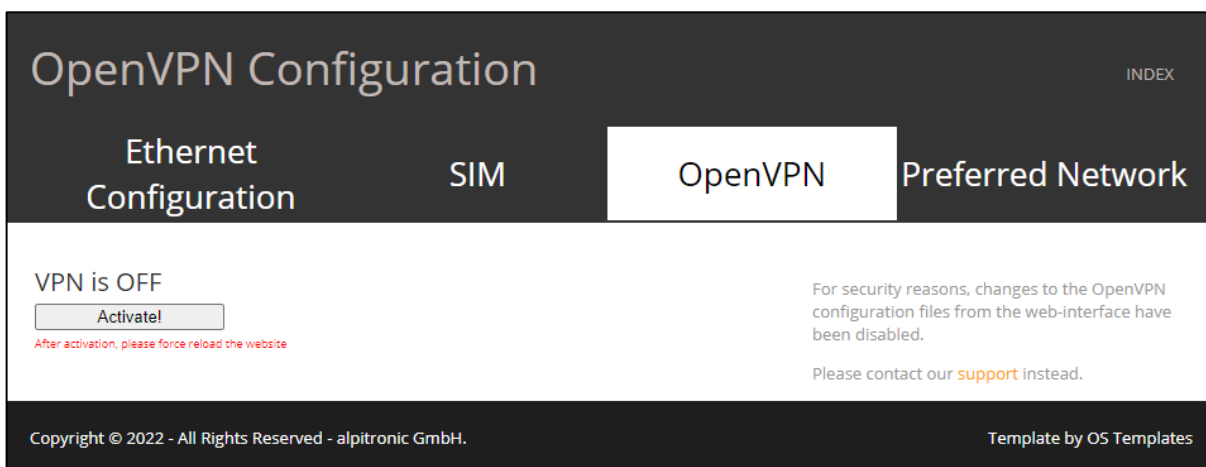 OpenVPN Configuration
INDEX
Ethernet
Configuration
SIM
OpenVPN
Preferred Network
VPN is OFF
Activate!
After activation, please force reload the website
For security reasons, changes to the OpenVPN
configuration files from the web-interface have
been disabled.
Please contact our support instead.
Copyright © 2022 - All Rights Reserved - alpitronic GmbH.
Template by OS Templates